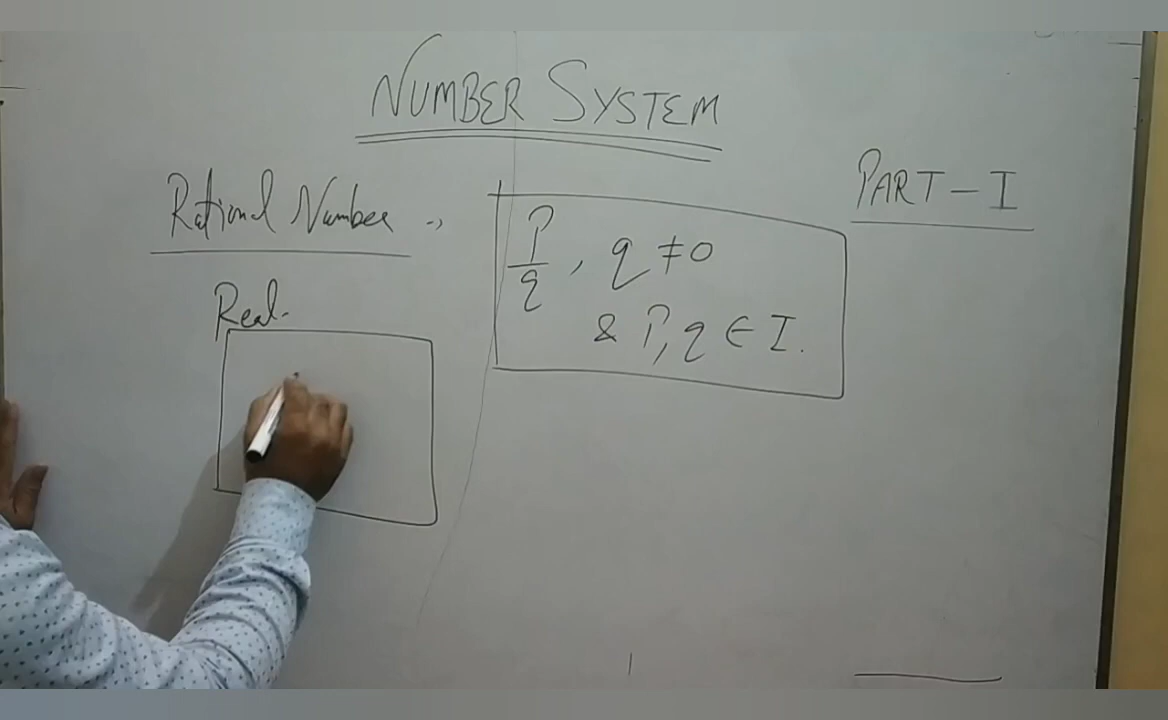 NUMBER SYSTEM
PART-I
Rational Number →
P/q, q ≠ 0
& P, q ∈ I.
Real.